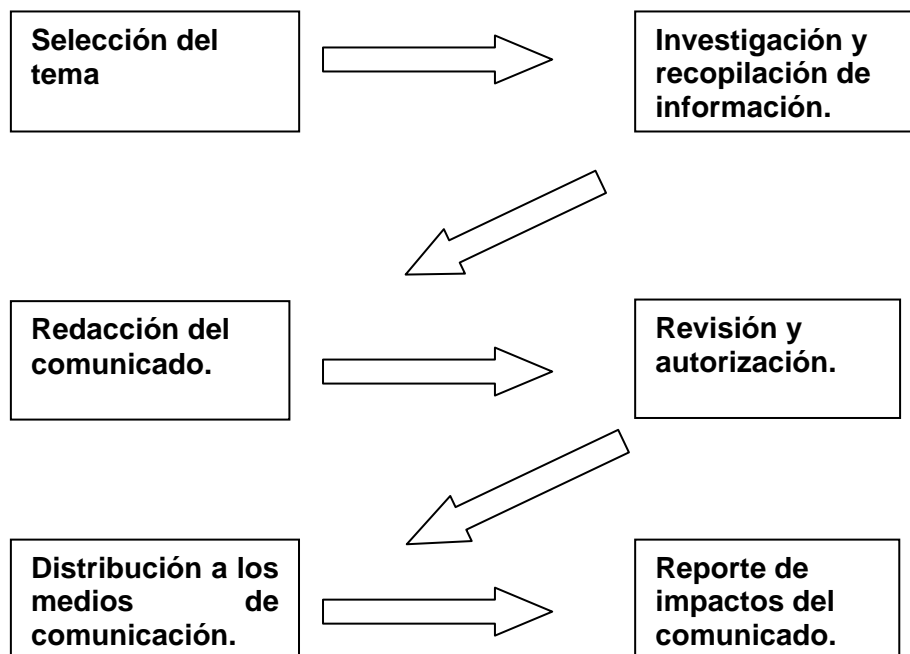 Selección del
tema
Investigación y
recopilación de
información.
Redacción del
comunicado.
Revisión y
autorización.
Distribución a los
medios de
comunicación.
Reporte de
impactos del
comunicado.